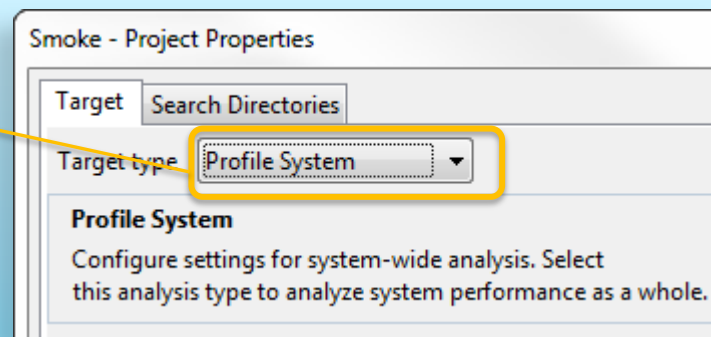 Smoke - Project Properties
Target
Search Directories
Target type
Profile System
Profile System
Configure settings for system-wide analysis. Select
this analysis type to analyze system performance as a whole.